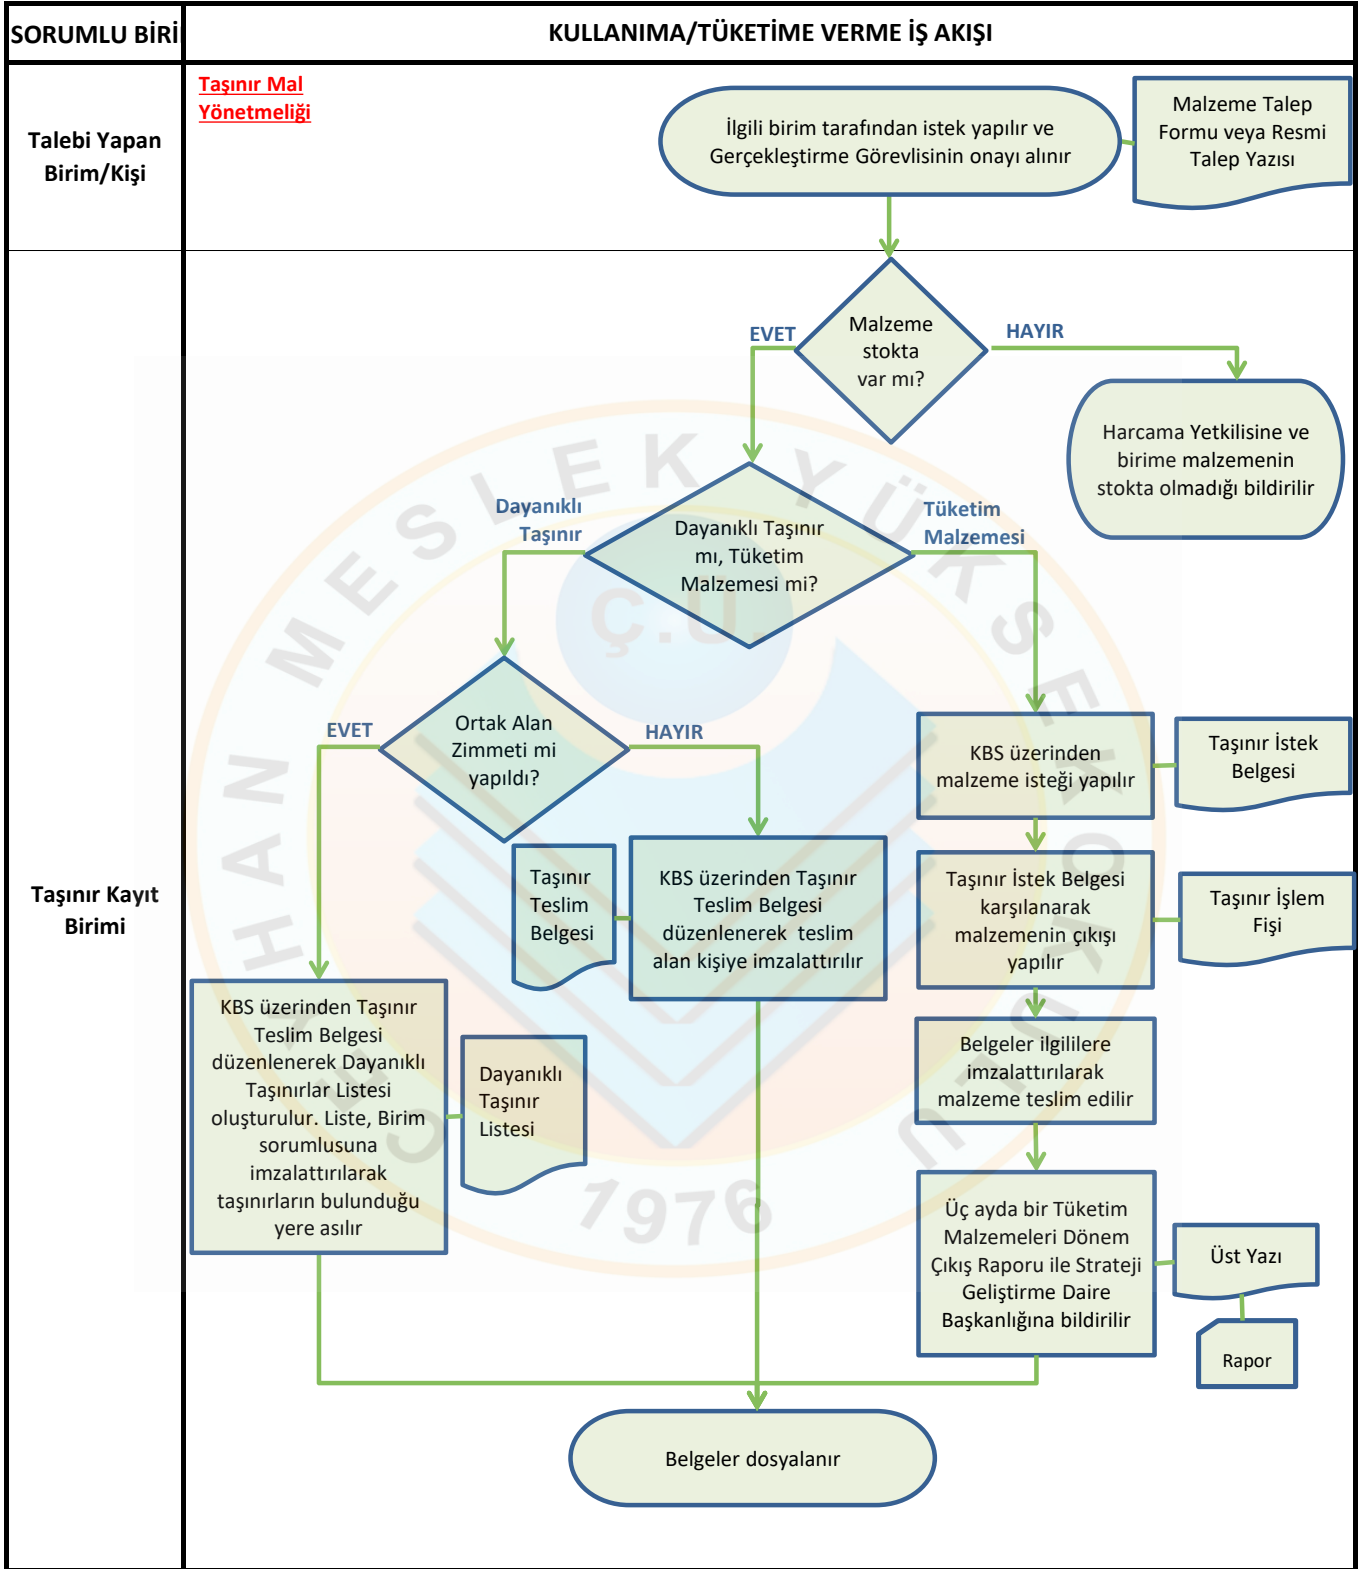 SORUMLU BİRİ
KULLANIMA/TÜKETİME VERME İŞ AKIŞI
Talebi Yapan
Birim/Kişi
Taşınır Mal
Yönetmeliği
İlgili birim tarafından istek yapılır ve
Gerçekleştirme Görevlisinin onayı alınır
Malzeme Talep
Formu veya Resmi
Talep Yazısı
Malzeme
stokta
var mı?
EVET
HAYIR
Harcama Yetkilisine ve
birime malzemenin
stokta olmadığı bildirilir
Dayanıklı Taşınır
mı, Tüketim
Malzemesi mi?
Dayanıklı
Taşınır
Tüketim
Malzemesi
Ortak Alan
Zimmeti mi
yapıldı?
EVET
HAYIR
KBS üzerinden
malzeme isteği yapılır
Taşınır İstek
Belgesi
Taşınır
Teslim
Belgesi
KBS üzerinden Taşınır
Teslim Belgesi
düzenlenerek teslim
alan kişiye imzalattırılır
Taşınır İstek Belgesi
karşılanarak
malzemenin çıkışı
yapılır
Taşınır İşlem
Fişi
Taşınır Kayıt
Birimi
KBS üzerinden Taşınır
Teslim Belgesi
düzenlenerek Dayanıklı
Taşınırlar Listesi
oluşturulur. Liste, Birim
sorumlusuna
imzalattırılarak
taşınırların bulunduğu
yere asılır
Dayanıklı
Taşınır
Listesi
Belgeler ilgililere
imzalattırılarak
malzeme teslim edilir
Üç ayda bir Tüketim
Malzemeleri Dönem
Çıkış Raporu ile Strateji
Geliştirme Daire
Başkanlığına bildirilir
Üst Yazı
Rapor
Belgeler dosyalanır
CEYHAN MESLEK YÜKSEKOKULU
Ç.Ü.
1976